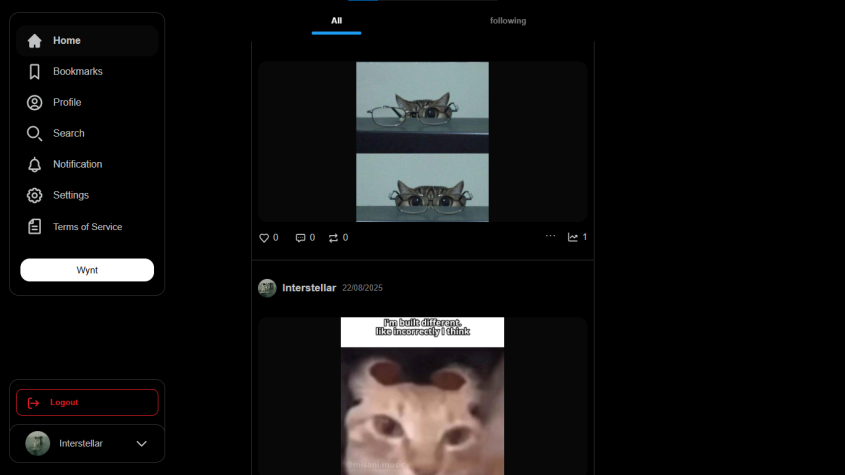 All
following
Home
Bookmarks
Profile
Search
Notification
Settings
Terms of Service
Wynt
Logout
Interstellar
0
0
0
...
1
Interstellar 22/08/2025
I'm built different.
like incorrectly I think